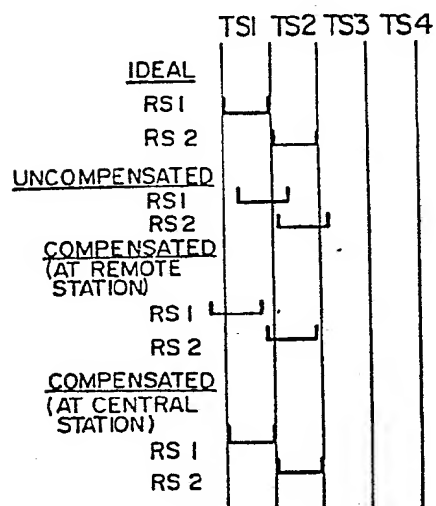 TS1 TS2 TS3 TS4
IDEAL
RS 1
RS 2
UNCOMPENSATED
RS1
RS2
COMPENSATED
(AT REMOTE
STATION)
RS 1
RS 2
COMPENSATED
(AT CENTRAL
STATION)
RS 1
RS 2